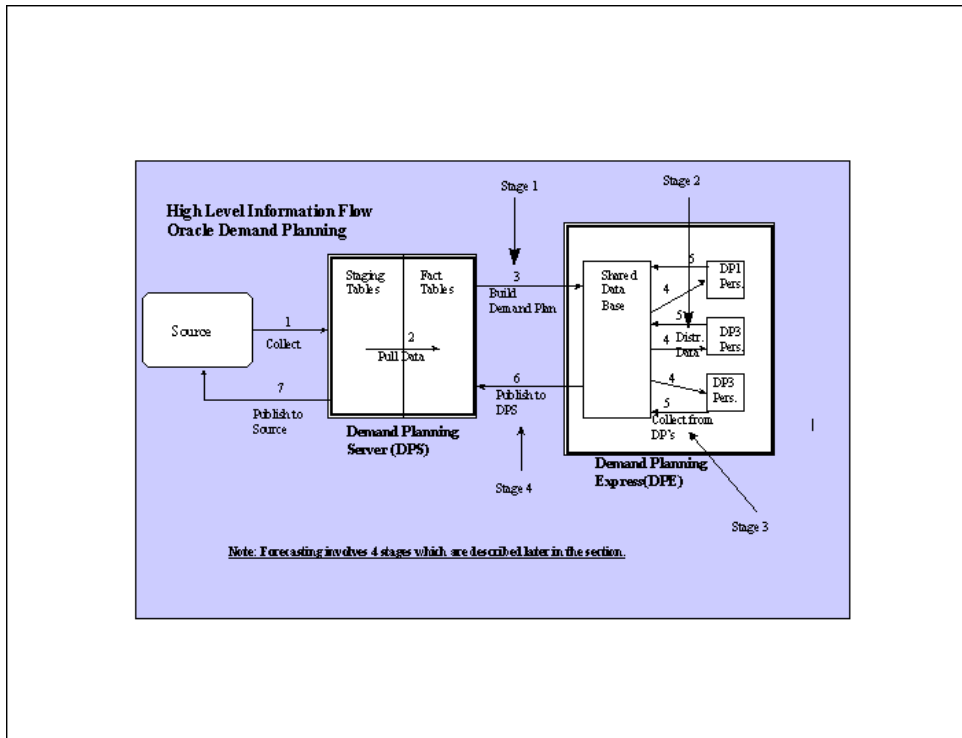 High Level Information Flow
Oracle Demand Planning
Stage 1
Stage 2
Source
1
Collect
7
Publish to
Source
Staging
Tables
Fact
Tables
2
Pull Data
Demand Planning
Server (DPS)
3
Build
Demand Plan
6
Publish to
DPS
Stage 4
Shared
Data
Base
5
DP1
Pers.
4
5
Distr.
Data
4
DP3
Pers.
4
DP3
Pers.
5
Collect from
DP's
Demand Planning
Express(DPE)
Stage 3
Note: Forecasting involves 4 stages which are described later in the section.